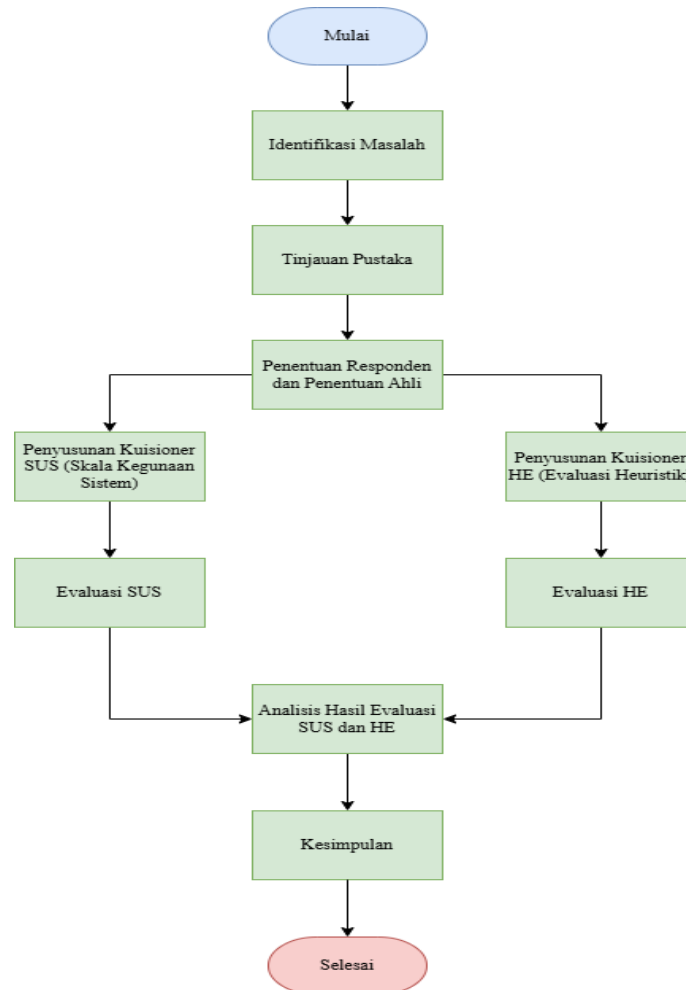 Mulai
Identifikasi Masalah
Tinjauan Pustaka
Penentuan Responden
dan Penentuan Ahli
Penyusunan Kuisioner
SUS (Skala Kegunaan
Sistem)
Penyusunan Kuisioner
HE (Evaluasi Heuristik
Evaluasi SUS
Evaluasi HE
Analisis Hasil Evaluasi
SUS dan HE
Kesimpulan
Selesai